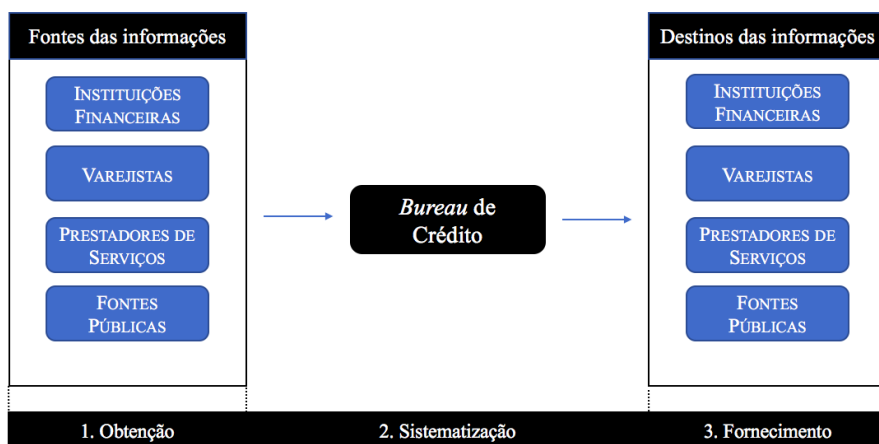 Fontes das informações
INSTITUIÇÕES
FINANCEIRAS
VAREJISTAS
PRESTADORES DE
SERVIÇOS
FONTES
PÚBLICAS
Bureau de
Crédito
Destinos das informações
INSTITUIÇÕES
FINANCEIRAS
VAREJISTAS
PRESTADORES DE
SERVIÇOS
FONTES
PÚBLICAS
1. Obtenção
2. Sistematização
3. Fornecimento